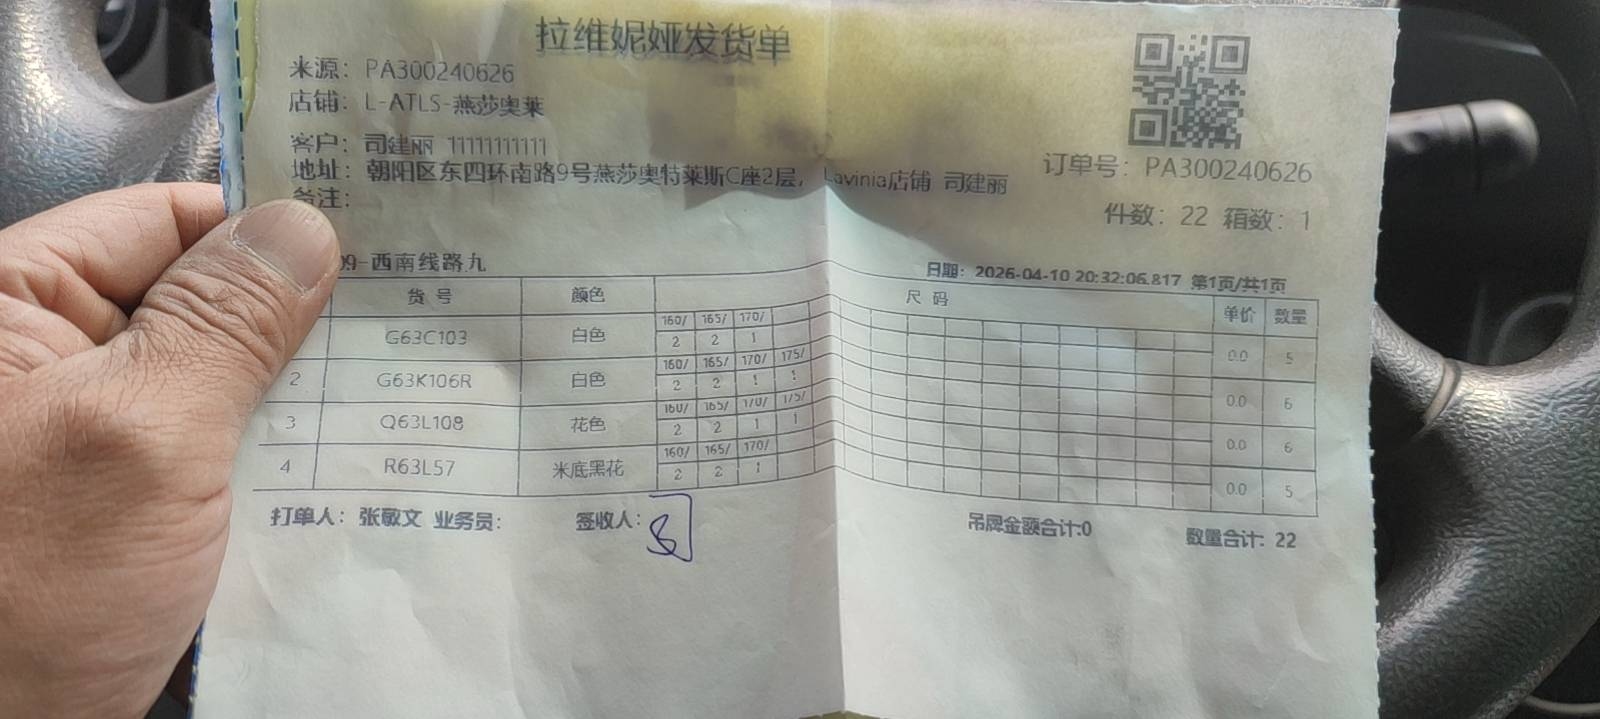 拉维妮娅发货单
来源：PA300240626
店铺：L-ATLS-燕莎奥莱
客户：司建丽 11111111111
地址：朝阳区东四环南路9号燕莎奥特莱斯C座2层，Lavinia店铺 司建丽
订单号：PA300240626
备注：
件数：22 箱数：1
09-西南线路九
日期：2026-04-10 20:32:06.817 第1页/共1页
货号 颜色 尺码 单价 数量
160/ 165/ 170/
G63C103 白色 2 2 1 0.0 5
160/ 165/ 170/ 175/
2 G63K106R 白色 2 2 1 1 0.0 6
160/ 165/ 170/ 175/
3 Q63L108 花色 2 2 1 1 0.0 6
160/ 165/ 170/
4 R63L57 米底黑花 2 2 1 0.0 5
打单人：张敏文 业务员： 签收人： 吊牌金额合计:0 数量合计：22